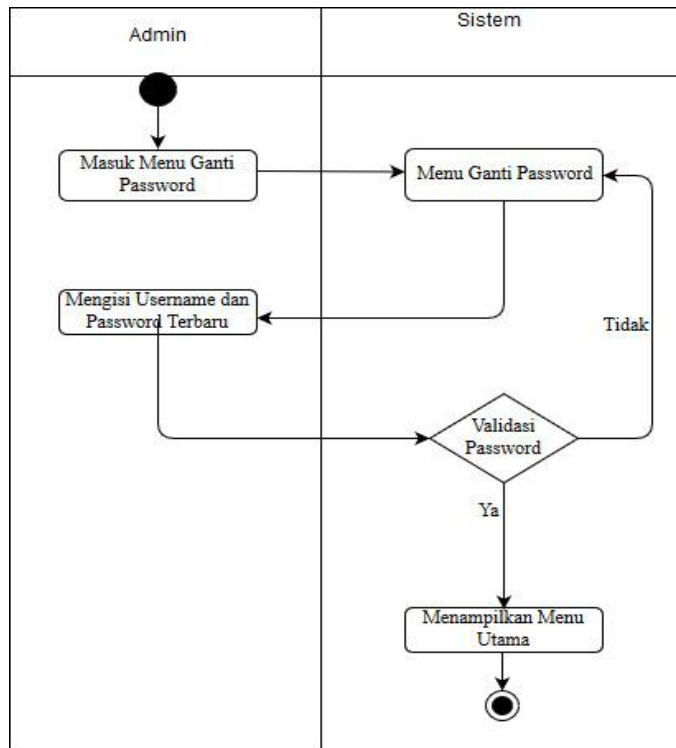 Admin
Sistem
Masuk Menu Ganti
Password
Menu Ganti Password
Mengisi Username dan
Password Terbaru
Tidak
Validasi
Password
Ya
Menampilkan Menu
Utama